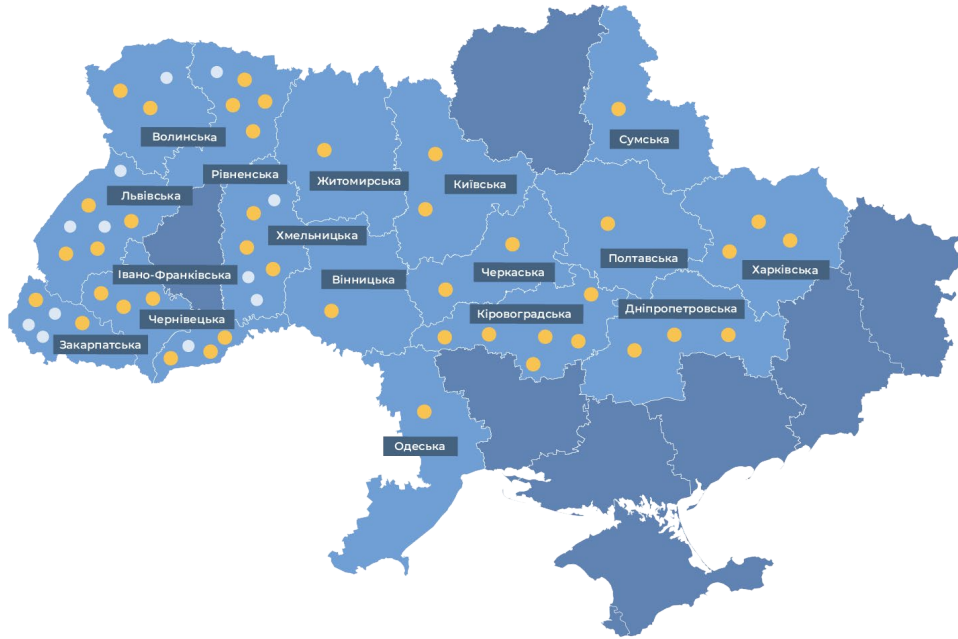 Волинська
Сумська
Рівненська
Житомирська
Київська
Львівська
Хмельницька
Полтавська
Харківська
Івано-Франківська
Вінницька
Черкаська
Чернівецька
Кіровоградська
Дніпропетровська
Закарпатська
Одеська